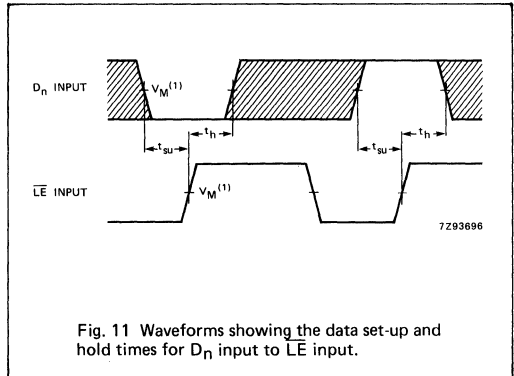 Dn INPUT
VM(1)
tsu
th
tsu
th
LE INPUT
VM(1)
7Z93696
Fig. 11 Waveforms showing the data set-up and
hold times for Dn input to LE input.